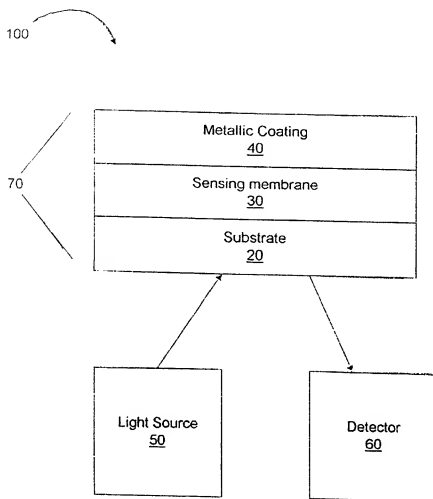 100
Metallic Coating
40
70
Sensing membrane
30
Substrate
20
Light Source
50
Detector
60